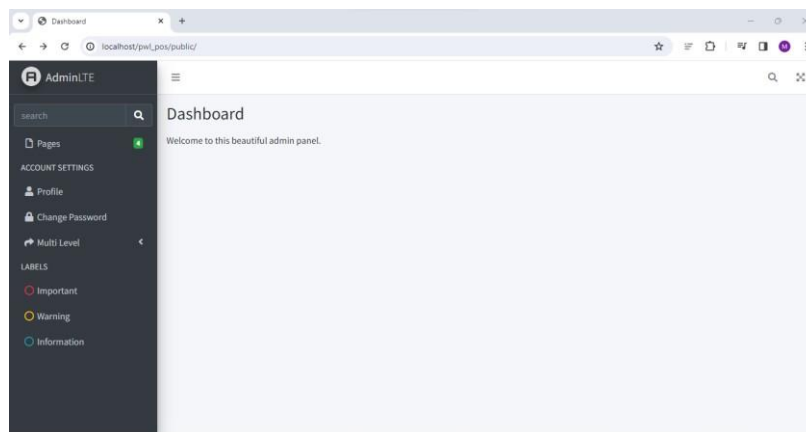 Dashboard
localhost/pwl_pos/public/
M
AdminLTE
search
Dashboard
Pages
4
Welcome to this beautiful admin panel.
ACCOUNT SETTINGS
Profile
Change Password
Multi Level
LABELS
Important
Warning
Information